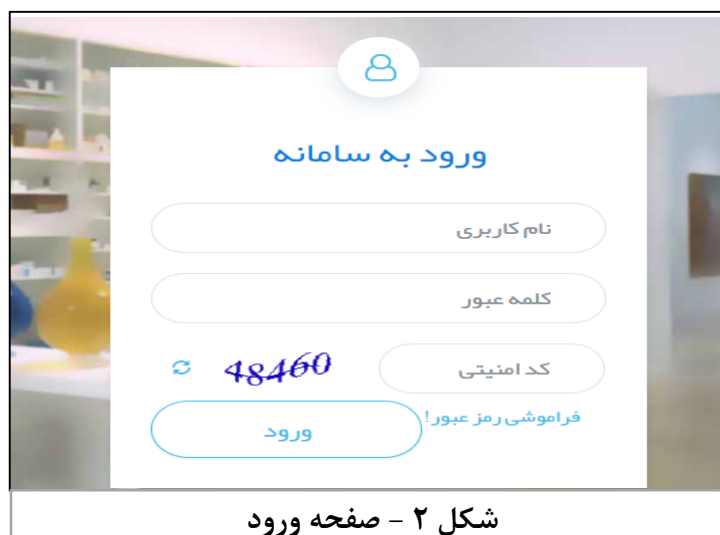 ورود به سامانه
نام کاربری
کلمه عبور
کد امنیتی
48460
فراموشی رمز عبور!
ورود
شکل ۲ - صفحه ورود